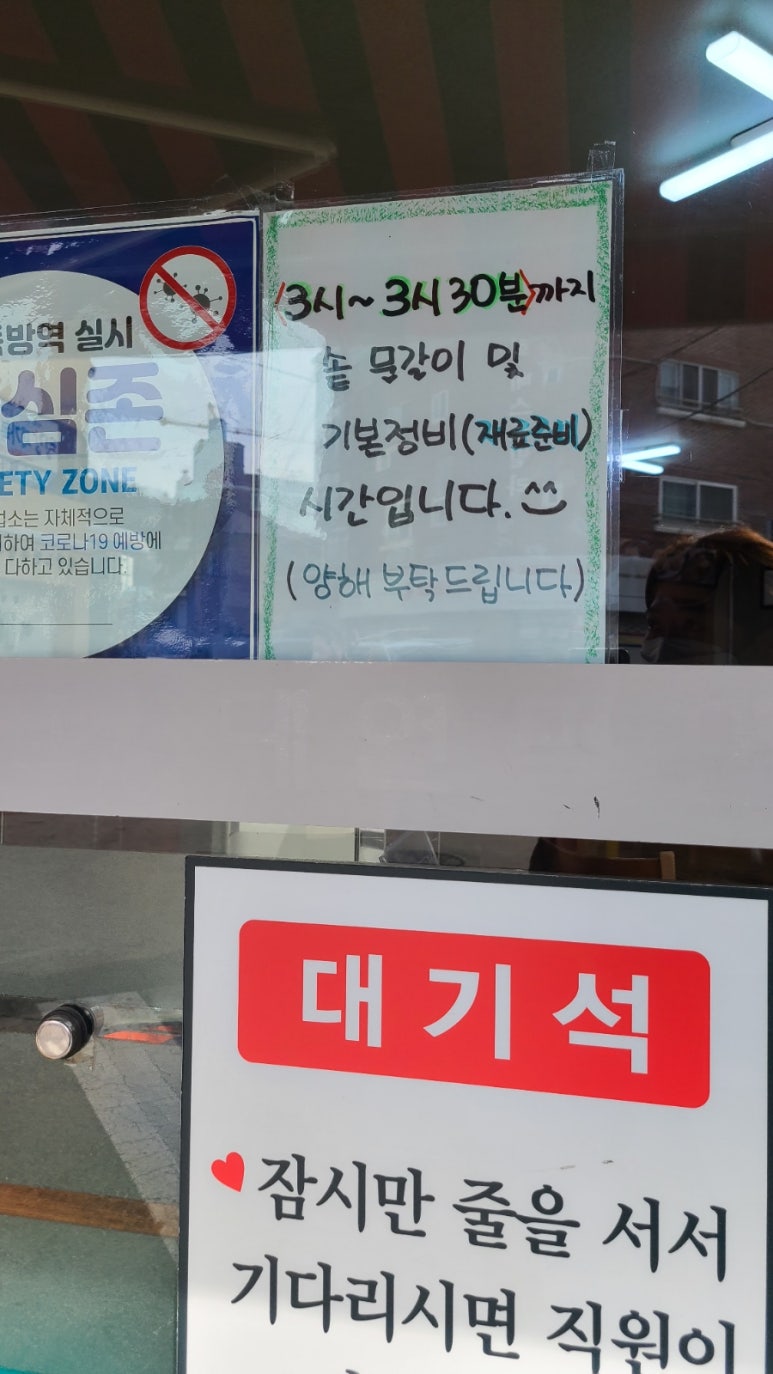 방역 실시
심존
ETY ZONE
업소는 자체적으로
하여 코로나19 예방에
다하고 있습니다.
(3시~3시30분)까지
솥 물갈이 및
기본정비(재료준비)
시간입니다.
(양해 부탁드립니다)
대기석
잠시만 줄을 서서
기다리시면 직원이